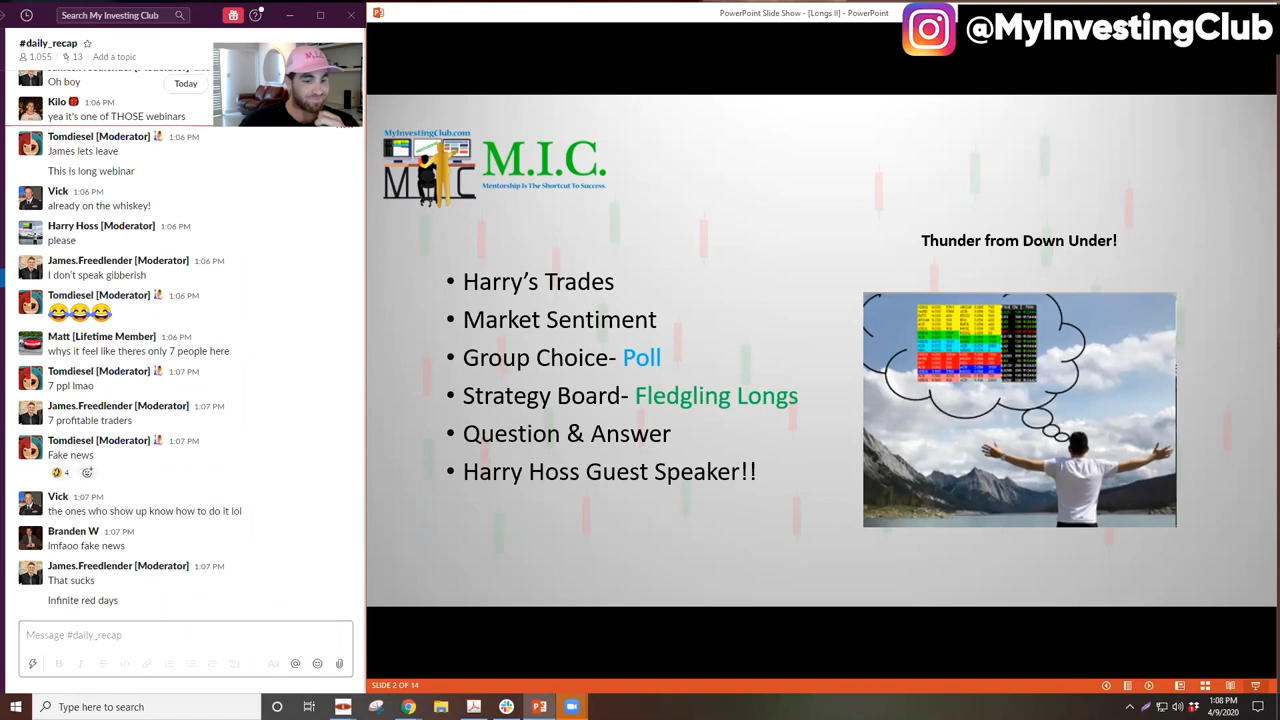 Search My Investing Club
PowerPoint Slide Show - [Longs II] - PowerPoint
@MyInvestingClub
#daily_recap
1,055
13
Add a topic
Today
Oh boy
Kilo 1:06 PM
yea it's one of THOSE webinars
Tomdiesel [Moderator] 1:06 PM
James lets leave
This is long webinar
Vick 1:06 PM
already on the whiskey!
Harry Hoss [Moderator] 1:06 PM
please
James.Freedlender [Moderator] 1:06 PM
I don't speak gibberish
Tomdiesel [Moderator] 1:06 PM
Matt [Lifetime Member] 1:06 PM
whys it feel like theres only 7 people here
Tomdiesel [Moderator] 1:07 PM
7 ppl lmao
James.Freedlender [Moderator] 1:07 PM
7 profitable traders
Tomdiesel [Moderator] 1:07 PM
Fake news
4
Vick 1:07 PM
the ones who show up know how to do it lol
Branden W 1:07 PM
lmfaoo fake news
James.Freedlender [Moderator] 1:07 PM
That sucks
Infinite red days
Message #daily_recap
MyInvestingClub.com
MIC
M.I.C.
Mentorship Is The Shortcut To Success.
Thunder from Down Under!
• Harry's Trades
• Market Sentiment
• Group Choice- Poll
• Strategy Board- Fledgling Longs
• Question & Answer
• Harry Hoss Guest Speaker!!
SLIDE 2 OF 14
Type here to search
1:08 PM
4/9/2020